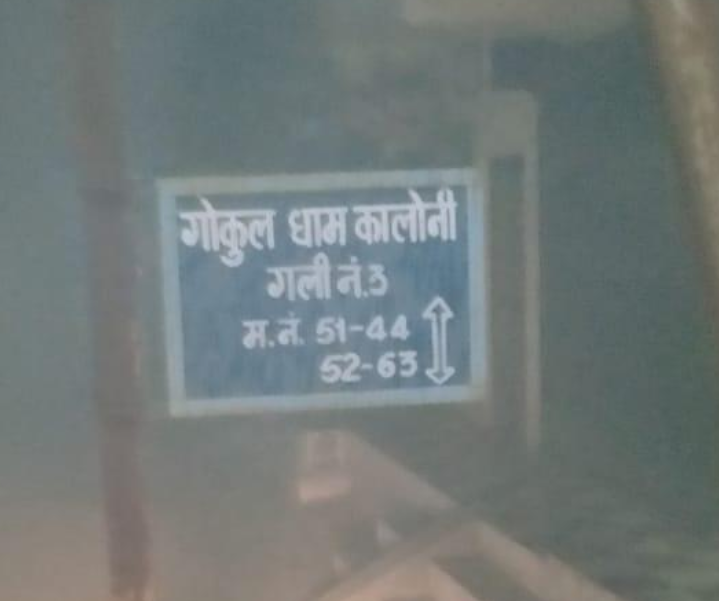 गोकुल धाम कालोनी
गली नं.3
म.नं. 51-44
52-63